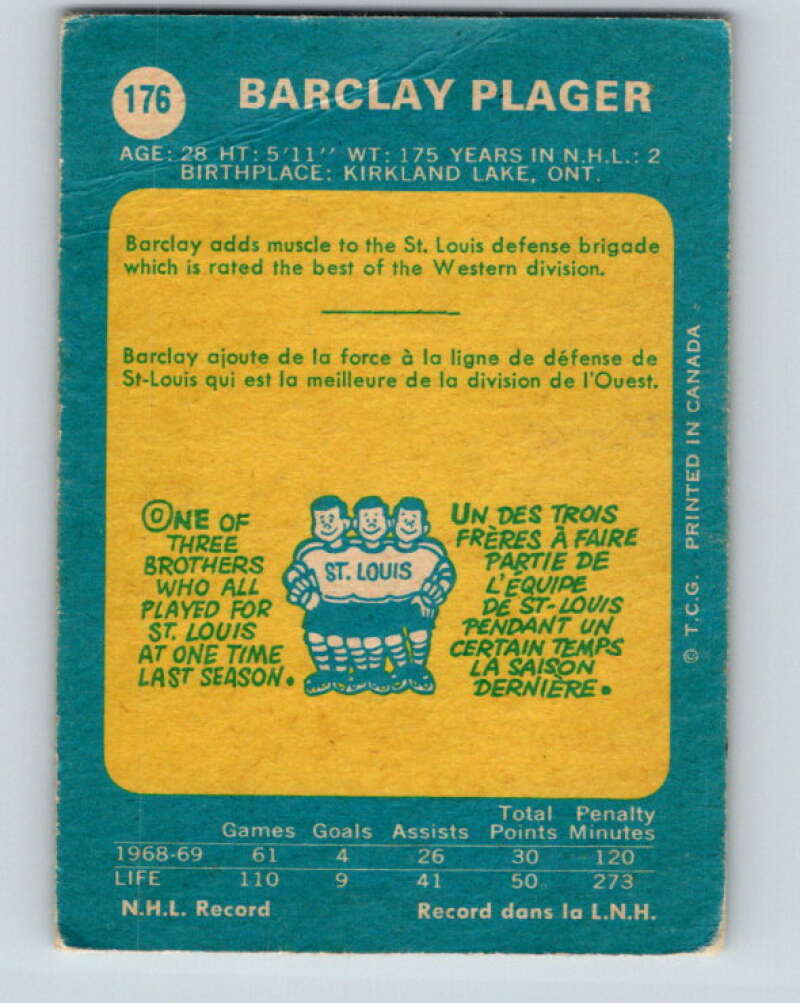 176 BARCLAY PLAGER
AGE: 28 HT: 5'11'' WT: 175 YEARS IN N.H.L.: 2
BIRTHPLACE: KIRKLAND LAKE, ONT.
Barclay adds muscle to the St. Louis defense brigade
which is rated the best of the Western division.
Barclay ajoute de la force à la ligne de défense de
St-Louis qui est la meilleure de la division de l'Ouest.
ONE OF
THREE
BROTHERS
WHO ALL
PLAYED FOR
ST. LOUIS
AT ONE TIME
LAST SEASON.
ST. LOUIS
UN DES TROIS
FRÈRES À FAIRE
PARTIE DE
L'ÉQUIPE
DE ST-LOUIS
PENDANT UN
CERTAIN TEMPS
LA SAISON
DERNIÈRE.
© T.C.G. PRINTED IN CANADA
Total Penalty
Games Goals Assists Points Minutes
1968-69 61 4 26 30 120
LIFE 110 9 41 50 273
N.H.L. Record Record dans la L.N.H.